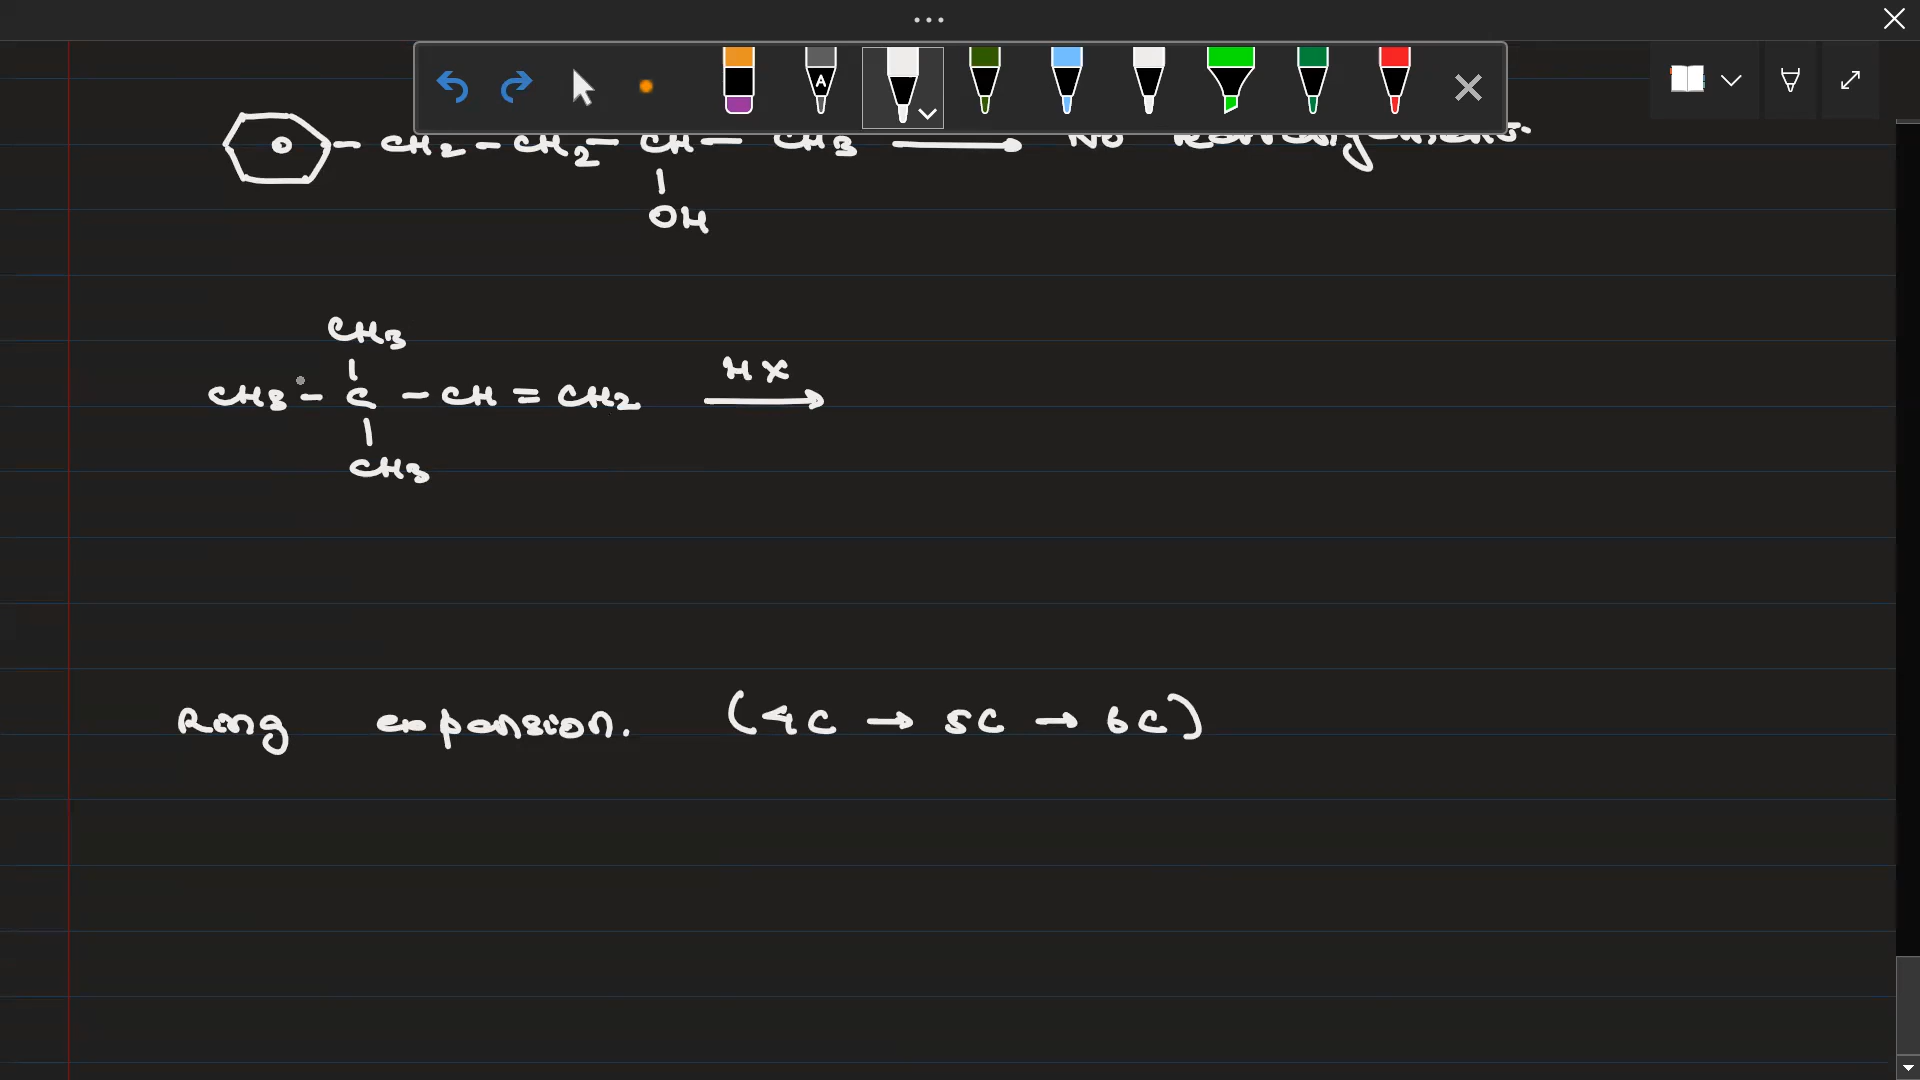 -CH2-CH2-CH-CH3 ⟶ No
|
OH
CH3
|
CH3-C-CH=CH2 HX ⟶
|
CH3
Ring expansion. (4C → 5C → 6C)